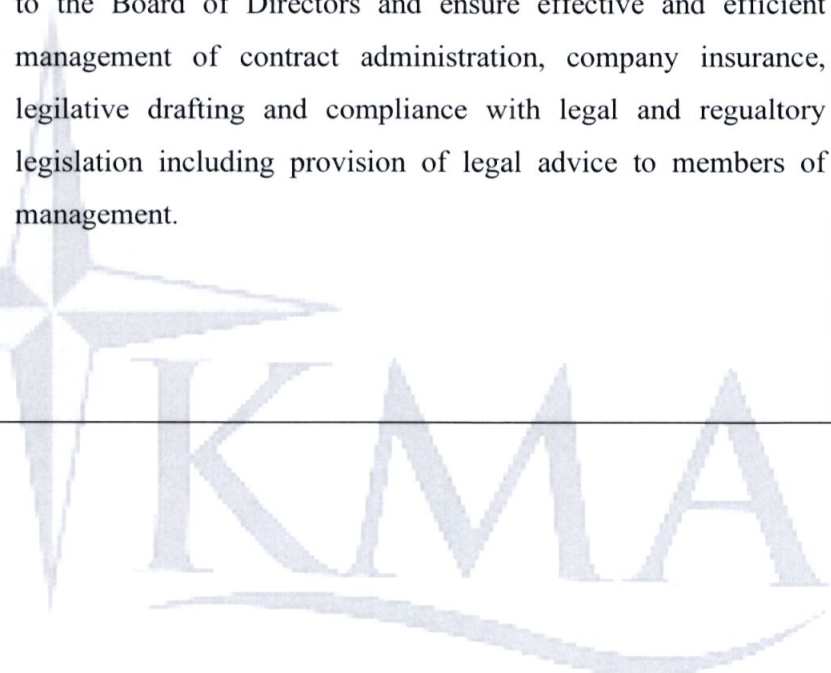 to the Board of Directors and ensure effective and efficient
management of contract administration, company insurance,
legilative drafting and compliance with legal and regualtory
legislation including provision of legal advice to members of
management.
KMA